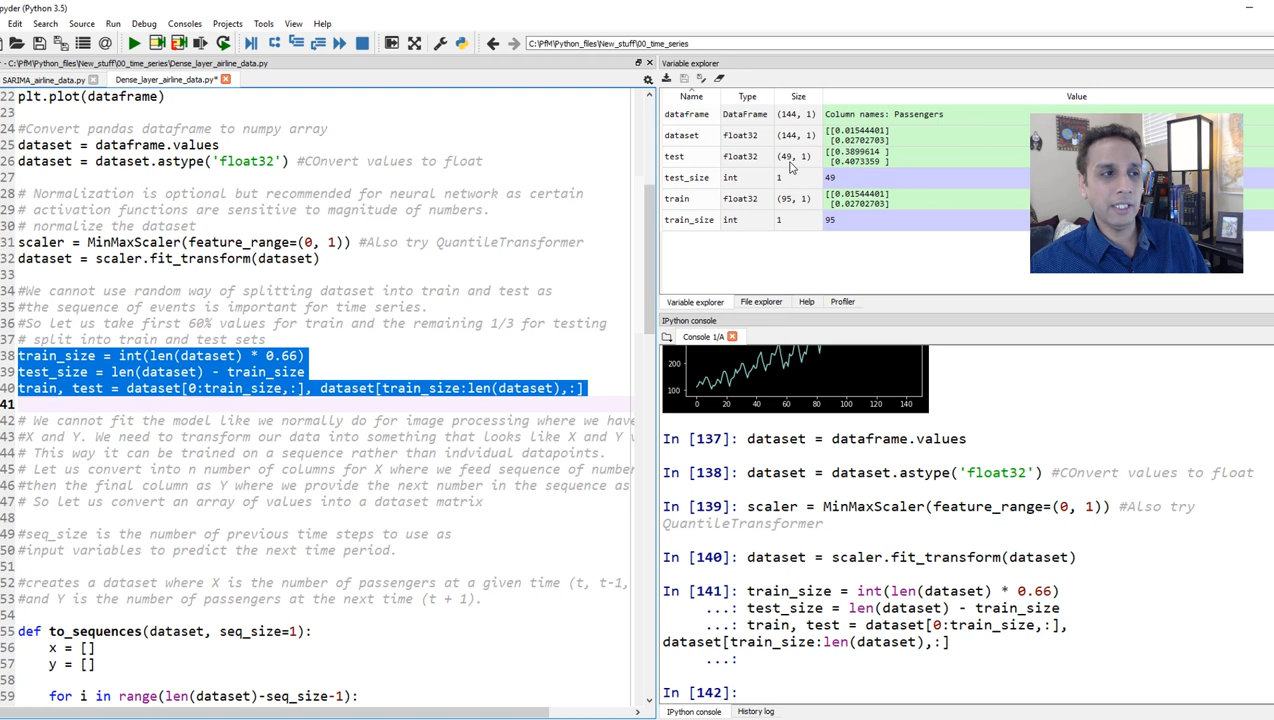 pyder (Python 3.5)
Edit Search Source Run Debug Consoles Projects Tools View Help
C:\PfM\Python_files\New_stuff\00_time_series
- C:\PfM\Python_files\New_stuff\00_time_series\Dense_layer_airline_data.py
SARIMA_airline_data.py
Dense_layer_airline_data.py*
22 plt.plot(dataframe)
23
24 #Convert pandas dataframe to numpy array
25 dataset = dataframe.values
26 dataset = dataset.astype('float32') #COnvert values to float
27
28 # Normalization is optional but recommended for neural network as certain
29 # activation functions are sensitive to magnitude of numbers.
30 # normalize the dataset
31 scaler = MinMaxScaler(feature_range=(0, 1)) #Also try QuantileTransformer
32 dataset = scaler.fit_transform(dataset)
33
34 #We cannot use random way of splitting dataset into train and test as
35 #the sequence of events is important for time series.
36 #So let us take first 60% values for train and the remaining 1/3 for testing
37 # split into train and test sets
38 train_size = int(len(dataset) * 0.66)
39 test_size = len(dataset) - train_size
40 train, test = dataset[0:train_size,:], dataset[train_size:len(dataset),:]
41
42 # We cannot fit the model like we normally do for image processing where we have
43 #X and Y. We need to transform our data into something that looks like X and Y v
44 # This way it can be trained on a sequence rather than indvidual datapoints.
45 # Let us convert into n number of columns for X where we feed sequence of number
46 #then the final column as Y where we provide the next number in the sequence as
47 # So let us convert an array of values into a dataset matrix
48
49 #seq_size is the number of previous time steps to use as
50 #input variables to predict the next time period.
51
52 #creates a dataset where X is the number of passengers at a given time (t, t-1,
53 #and Y is the number of passengers at the next time (t + 1).
54
55 def to_sequences(dataset, seq_size=1):
56 x = []
57 y = []
58
59 for i in range(len(dataset)-seq_size-1):
Variable explorer
Name Type Size Value
dataframe DataFrame (144, 1) Column names: Passengers
dataset float32 (144, 1) [[0.01544401]
[0.02702703]
test float32 (49, 1) [[0.3899614 ]
[0.4073359 ]
test_size int 1 49
train float32 (95, 1) [[0.01544401]
[0.02702703]
train_size int 1 95
Variable explorer File explorer Help Profiler
IPython console
Console 1/A
200
100
0 20 40 60 80 100 120 140
In [137]: dataset = dataframe.values
In [138]: dataset = dataset.astype('float32') #COnvert values to float
In [139]: scaler = MinMaxScaler(feature_range=(0, 1)) #Also try
QuantileTransformer
In [140]: dataset = scaler.fit_transform(dataset)
In [141]: train_size = int(len(dataset) * 0.66)
...: test_size = len(dataset) - train_size
...: train, test = dataset[0:train_size,:],
dataset[train_size:len(dataset),:]
...:
In [142]:
IPython console History log